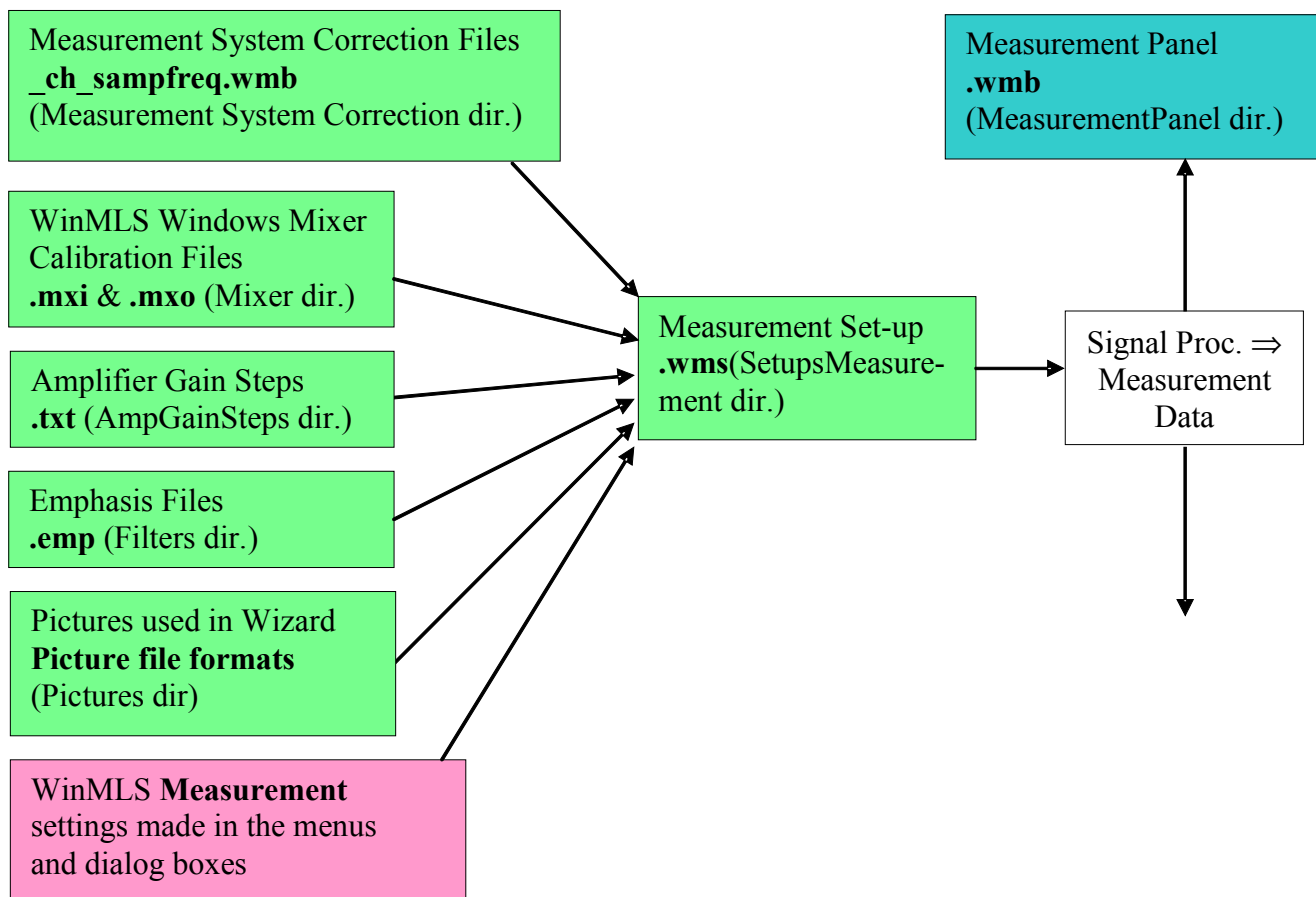 Measurement System Correction Files
_ch_sampfreq.wmb
(Measurement System Correction dir.)
WinMLS Windows Mixer
Calibration Files
.mxi & .mxo (Mixer dir.)
Amplifier Gain Steps
.txt (AmpGainSteps dir.)
Emphasis Files
.emp (Filters dir.)
Pictures used in Wizard
Picture file formats
(Pictures dir)
WinMLS Measurement
settings made in the menus
and dialog boxes
Measurement Set-up
.wms(SetupsMeasure-
ment dir.)
Signal Proc. ⇒
Measurement
Data
Measurement Panel
.wmb
(MeasurementPanel dir.)